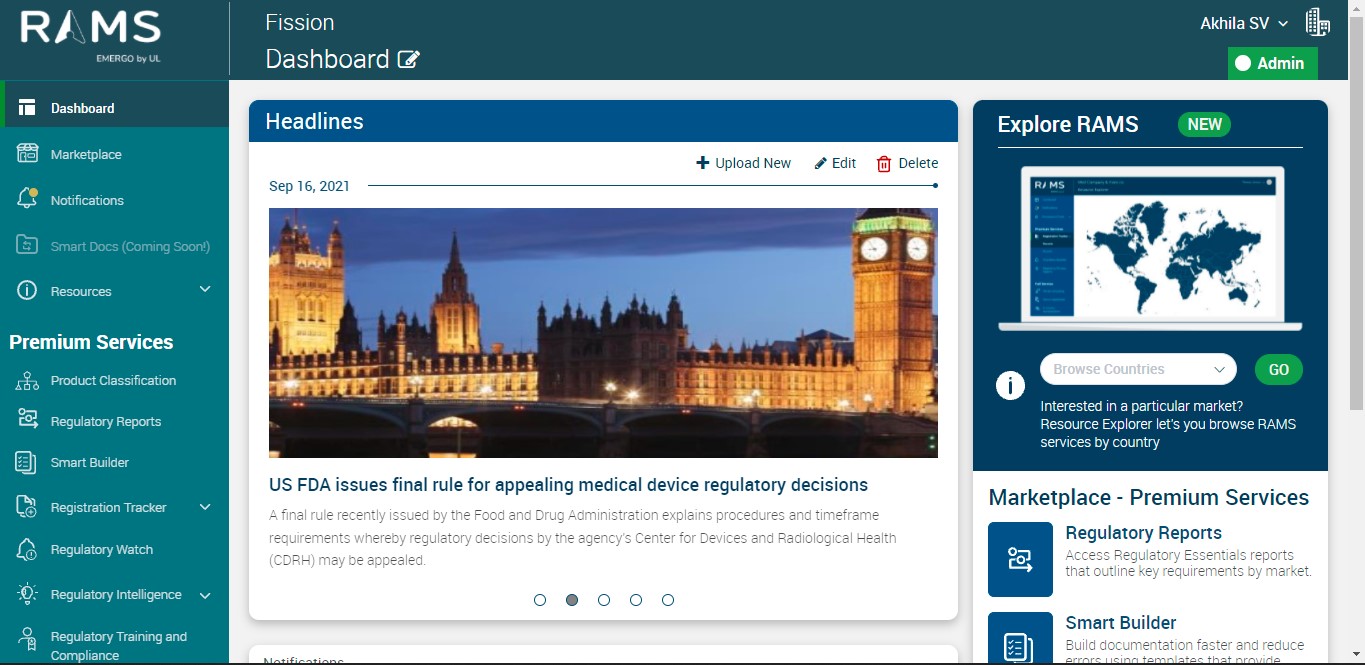 RAMS
EMERGO by UL
Fission
Dashboard
Akhila SV
Admin
Dashboard
Marketplace
Notifications
Smart Docs (Coming Soon!)
Resources
Premium Services
Product Classification
Regulatory Reports
Smart Builder
Registration Tracker
Regulatory Watch
Regulatory Intelligence
Regulatory Training and
Compliance
Headlines
Upload New
Edit
Delete
Sep 16, 2021
US FDA issues final rule for appealing medical device regulatory decisions
A final rule recently issued by the Food and Drug Administration explains procedures and timeframe
requirements whereby regulatory decisions by the agency's Center for Devices and Radiological Health
(CDRH) may be appealed.
Notifications
Explore RAMS
NEW
RAMS
Browse Countries
GO
Interested in a particular market?
Resource Explorer let's you browse RAMS
services by country
Marketplace - Premium Services
Regulatory Reports
Access Regulatory Essentials reports
that outline key requirements by market.
Smart Builder
Build documentation faster and reduce
errors using templates that provide